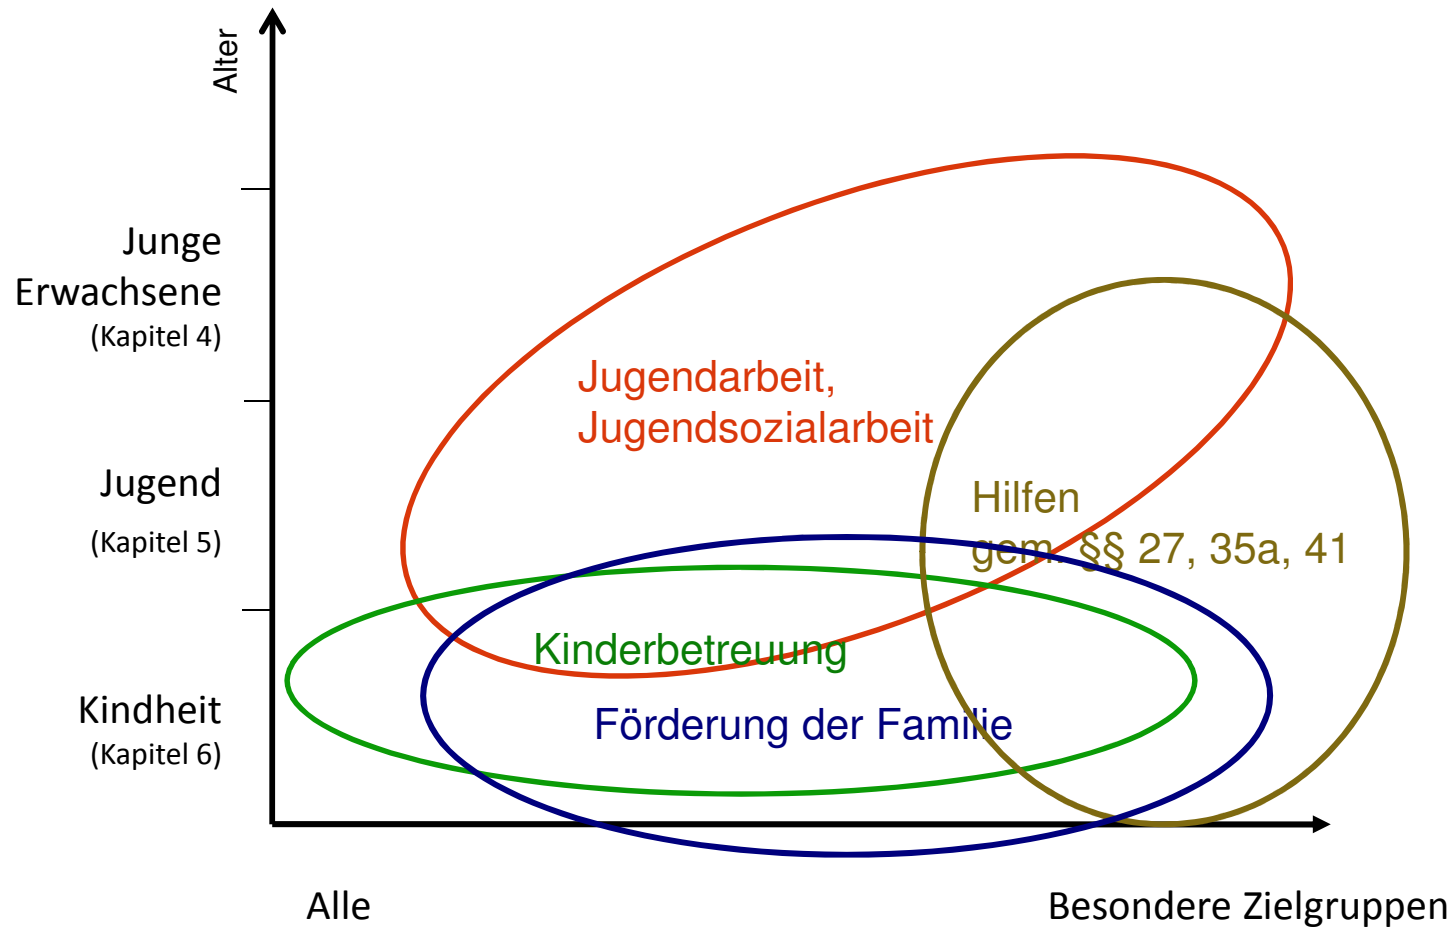 Alter
Junge
Erwachsene
(Kapitel 4)
Jugendarbeit,
Jugendsozialarbeit
Jugend
(Kapitel 5)
Hilfen
gem. §§ 27, 35a, 41
Kinderbetreuung
Kindheit
(Kapitel 6)
Förderung der Familie
Alle
Besondere Zielgruppen